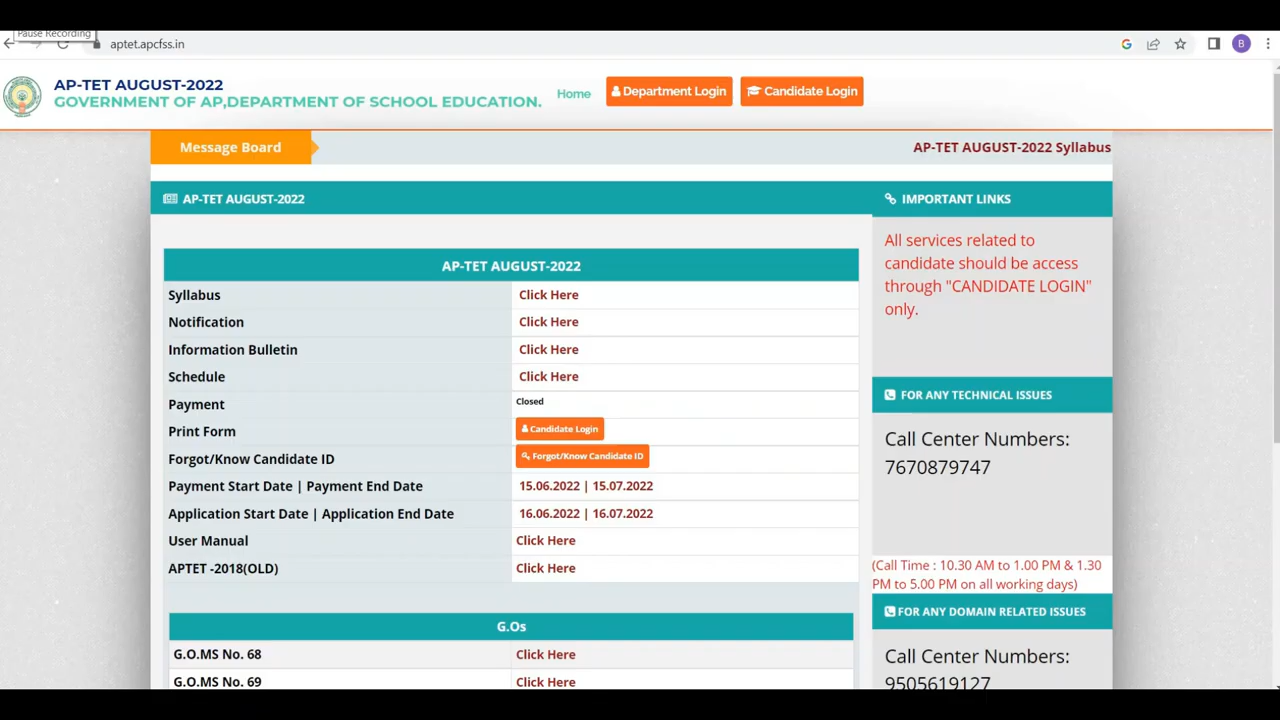 Pause Recording
aptet.apcfss.in
B
AP-TET AUGUST-2022
GOVERNMENT OF AP,DEPARTMENT OF SCHOOL EDUCATION.
Home
Department Login
Candidate Login
Message Board
AP-TET AUGUST-2022 Syllabus
AP-TET AUGUST-2022
AP-TET AUGUST-2022
Syllabus Click Here
Notification Click Here
Information Bulletin Click Here
Schedule Click Here
Payment Closed
Print Form Candidate Login
Forgot/Know Candidate ID Forgot/Know Candidate ID
Payment Start Date | Payment End Date 15.06.2022 | 15.07.2022
Application Start Date | Application End Date 16.06.2022 | 16.07.2022
User Manual Click Here
APTET -2018(OLD) Click Here
G.Os
G.O.MS No. 68 Click Here
G.O.MS No. 69 Click Here
IMPORTANT LINKS
All services related to
candidate should be access
through "CANDIDATE LOGIN"
only.
FOR ANY TECHNICAL ISSUES
Call Center Numbers:
7670879747
(Call Time : 10.30 AM to 1.00 PM & 1.30
PM to 5.00 PM on all working days)
FOR ANY DOMAIN RELATED ISSUES
Call Center Numbers:
9505619127